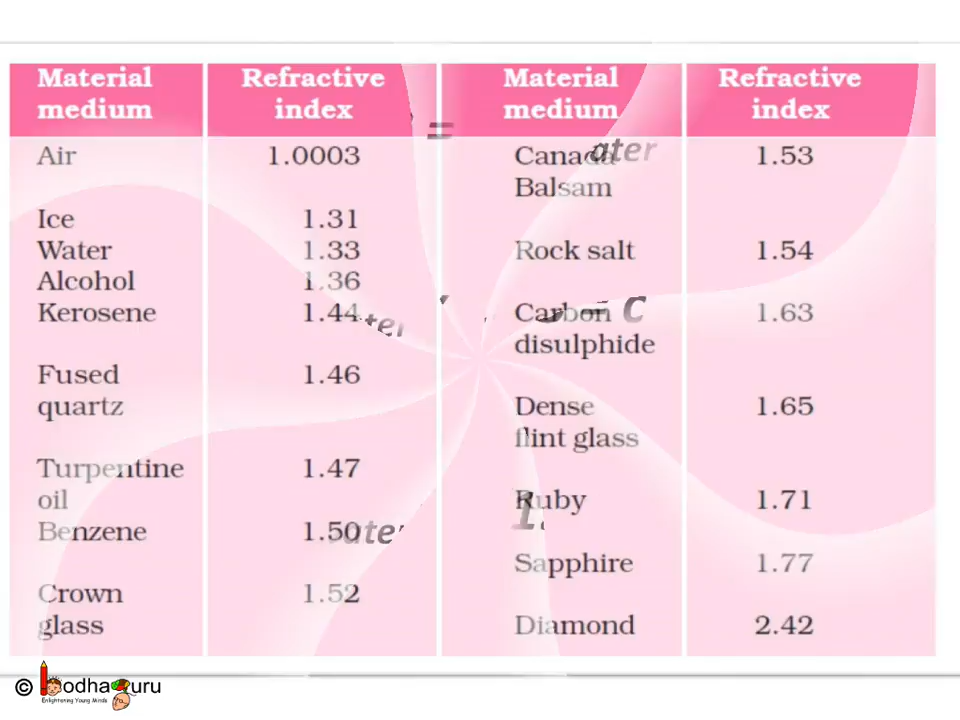 Material medium Refractive index Material medium Refractive index
Air 1.0003 Canada Balsam 1.53
Ice 1.31
Water 1.33 Rock salt 1.54
Alcohol 1.36
Kerosene 1.44 Carbon disulphide 1.63
Fused quartz 1.46
Dense flint glass 1.65
Turpentine oil 1.47
Ruby 1.71
Benzene 1.50
Sapphire 1.77
Crown glass 1.52
Diamond 2.42
© BodhaGuru
Enlightening Young Minds